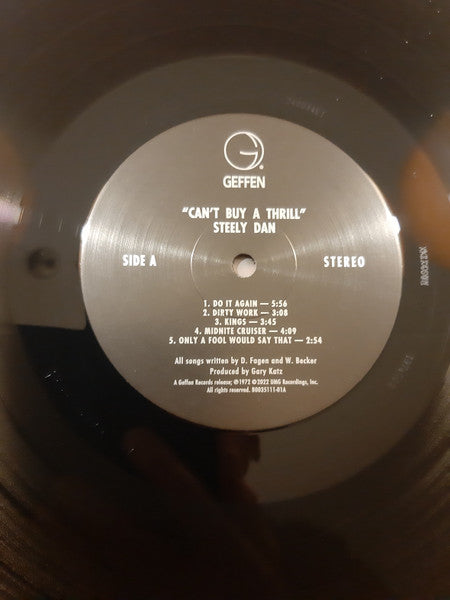 GEFFEN
"CAN'T BUY A THRILL"
STEELY DAN
SIDE A
STEREO
1. DO IT AGAIN — 5:56
2. DIRTY WORK — 3:08
3. KINGS — 3:45
4. MIDNITE CRUISER — 4:09
5. ONLY A FOOL WOULD SAY THAT — 2:54
All songs written by D. Fagen and W. Becker
Produced by Gary Katz
A Geffen Records release; ℗1972 ©2022 UMG Recordings, Inc.
All rights reserved. B0035111-01A